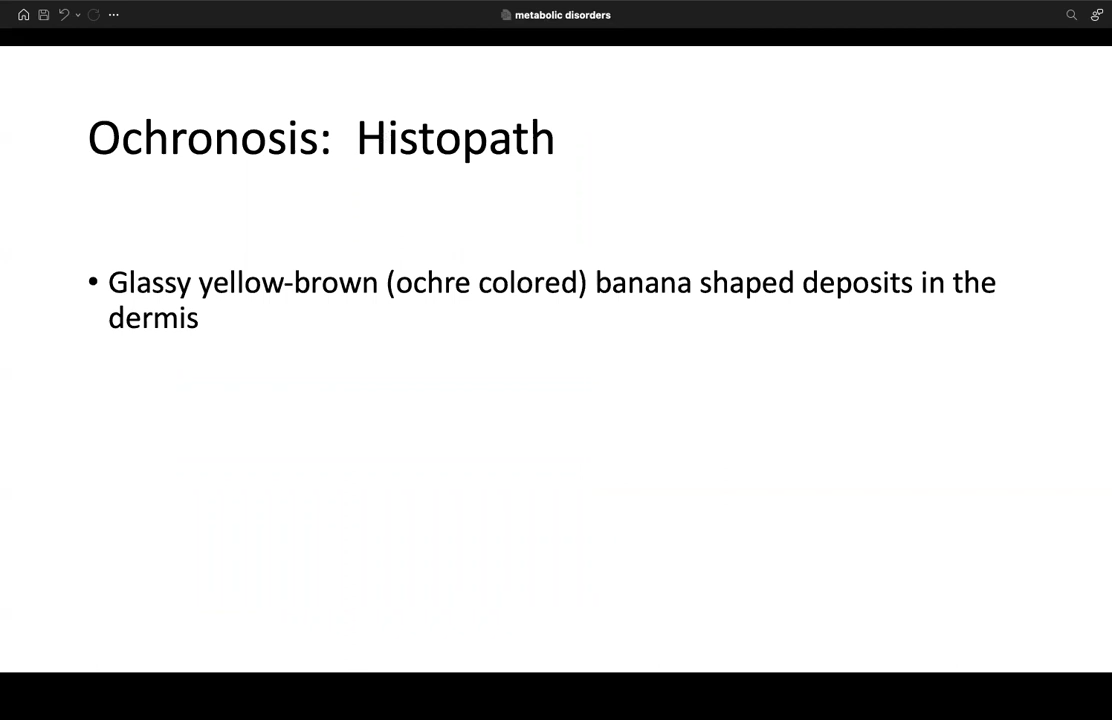 metabolic disorders
Ochronosis: Histopath
• Glassy yellow-brown (ochre colored) banana shaped deposits in the
dermis